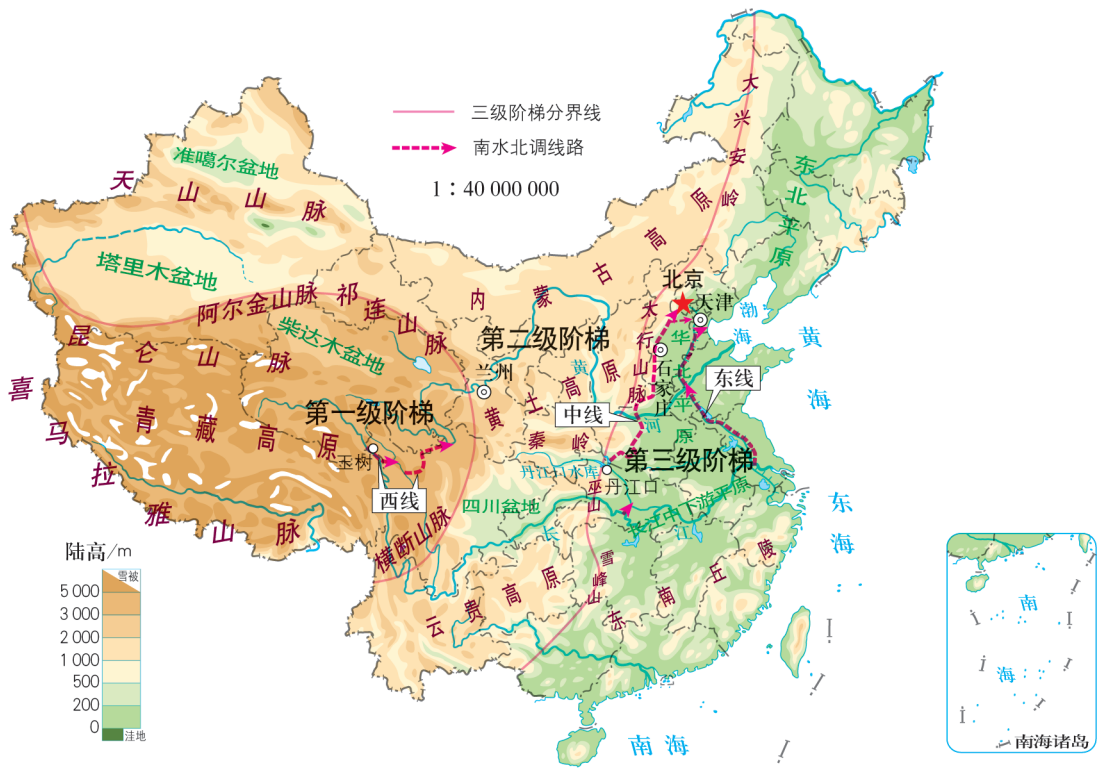 三级阶梯分界线
南水北调线路
1∶40 000 000
大兴安岭
东北平原
准噶尔盆地
天山山脉
塔里木盆地
内蒙古高原
北京
天津
渤海
黄海
阿尔金山脉
祁连山脉
昆仑山脉
柴达木盆地
太行山脉
华北平原
第二级阶梯
兰州
石家庄
东线
黄河
黄土高原
中线
喜马拉雅山脉
青藏高原
第一级阶梯
秦岭
玉树
西线
丹江口水库
丹江口
第三级阶梯
四川盆地
巫山
长江中下游平原
长江
东海
横断山脉
雪峰山
云贵高原
东南丘陵
南海
陆高/m
雪被
5 000
3 000
2 000
1 000
500
200
0
洼地
南海
南海诸岛